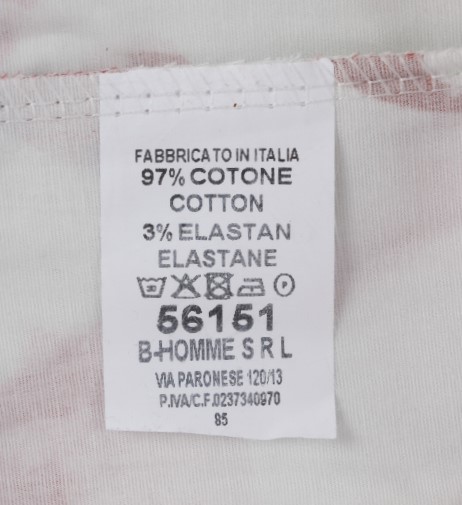 FABBRICATO IN ITALIA
97% COTONE
COTTON
3% ELASTAN
ELASTANE
56151
B-HOMME S R L
VIA PARONESE 120/13
P.IVA/C.F.0237340970
85